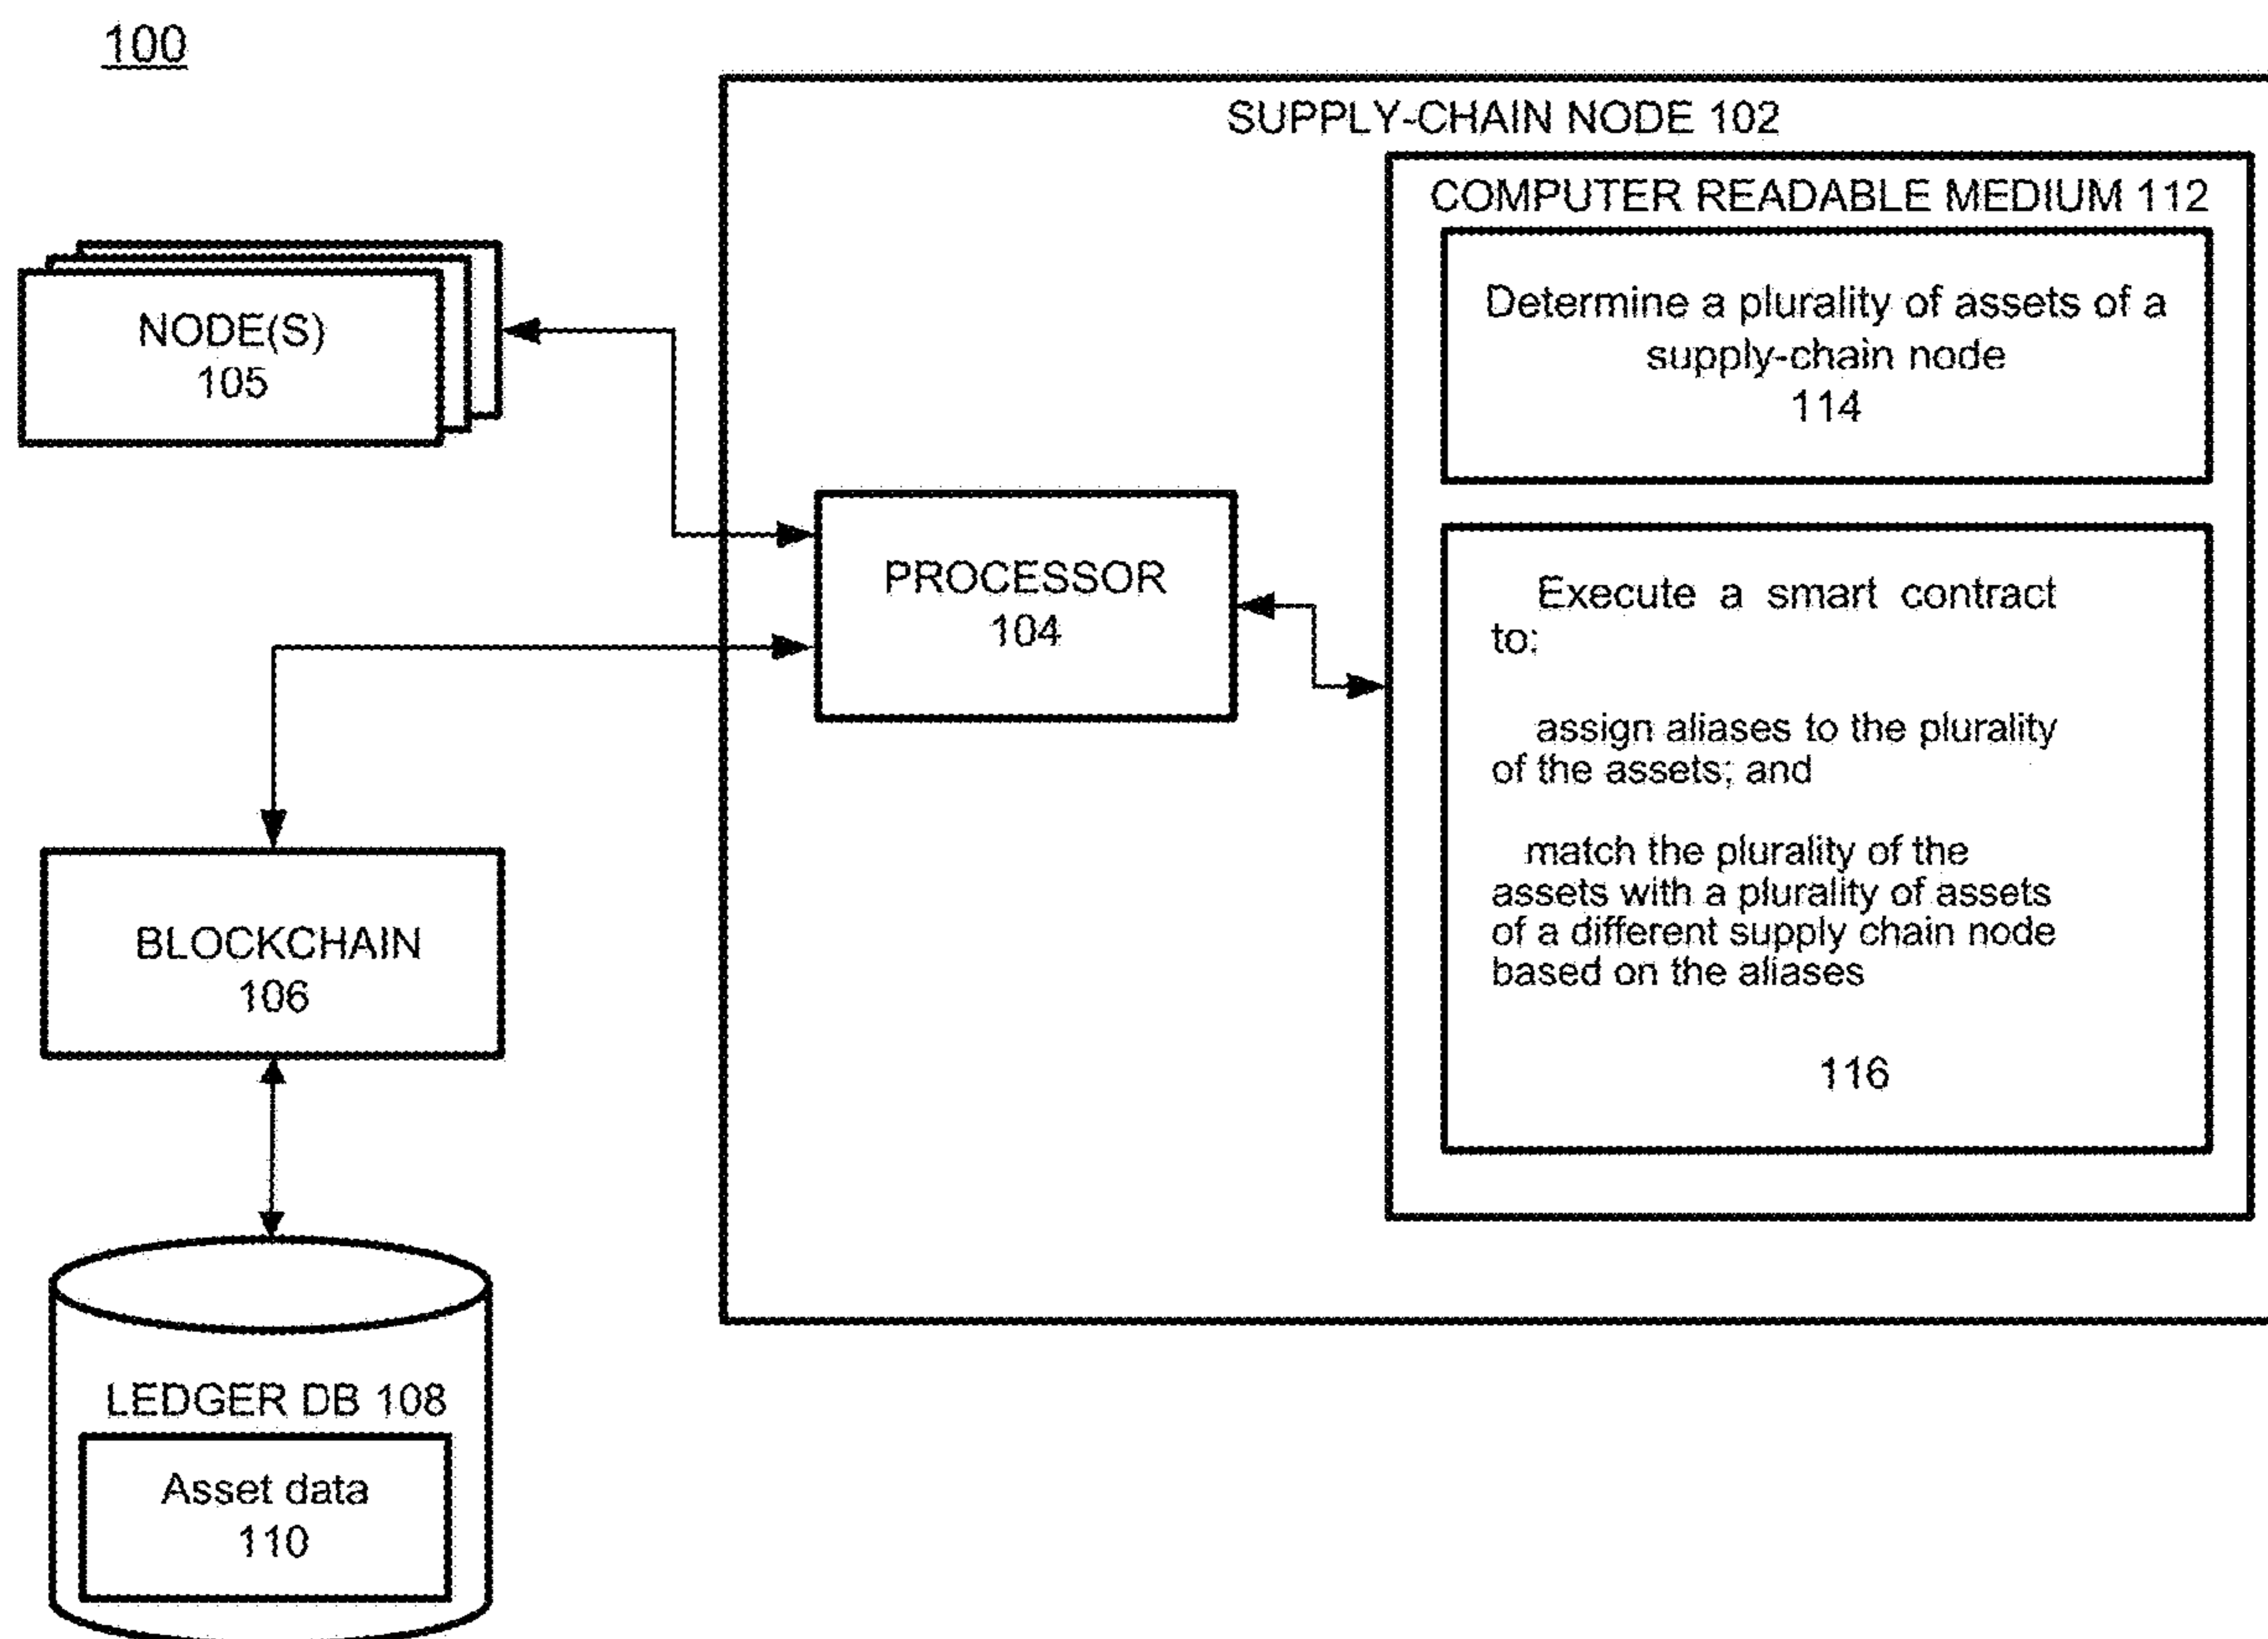 100
SUPPLY-CHAIN NODE 102
COMPUTER READABLE MEDIUM 112
Determine a plurality of assets of a
supply-chain node
114
NODE(S)
105
PROCESSOR
104
Execute a smart contract
to:
assign aliases to the plurality
of the assets; and
match the plurality of the
assets with a plurality of assets
of a different supply chain node
based on the aliases
116
BLOCKCHAIN
106
LEDGER DB 108
Asset data
110